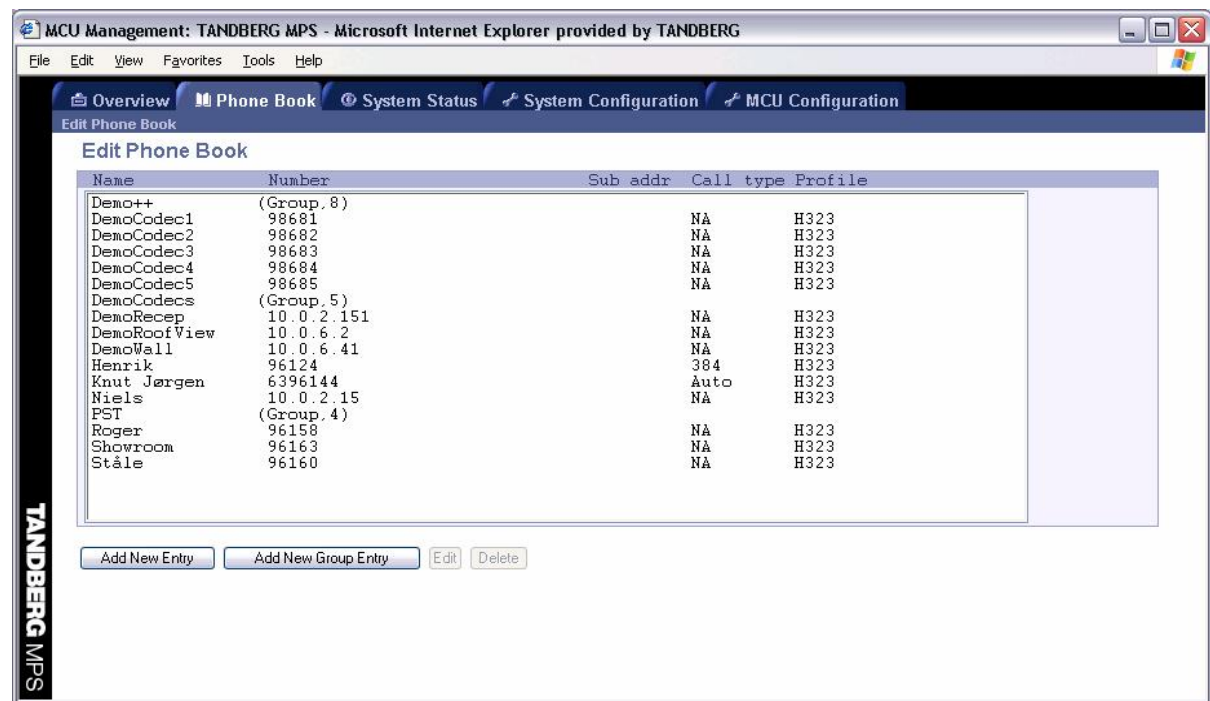 MCU Management: TANDBERG MPS - Microsoft Internet Explorer provided by TANDBERG
File Edit View Favorites Tools Help
Overview Phone Book System Status System Configuration MCU Configuration
Edit Phone Book
Edit Phone Book
Name Number Sub addr Call type Profile
Demo++ (Group,8)
DemoCodec1 98681 NA H323
DemoCodec2 98682 NA H323
DemoCodec3 98683 NA H323
DemoCodec4 98684 NA H323
DemoCodec5 98685 NA H323
DemoCodecs (Group,5)
DemoRecep 10.0.2.151 NA H323
DemoRoofView 10.0.6.2 NA H323
DemoWall 10.0.6.41 NA H323
Henrik 96124 384 H323
Knut Jørgen 6396144 Auto H323
Niels 10.0.2.15 NA H323
PST (Group,4)
Roger 96158 NA H323
Showroom 96163 NA H323
Ståle 96160 NA H323
Add New Entry Add New Group Entry Edit Delete
TANDBERG MPS